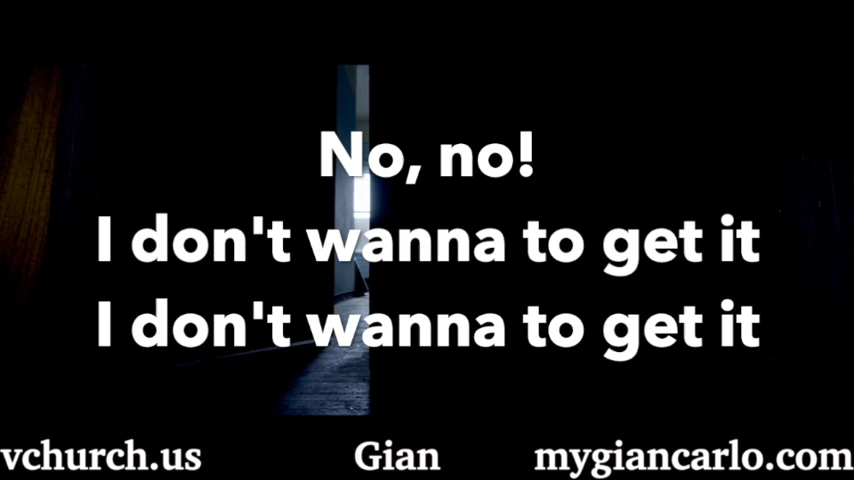 No, no!
I don't wanna to get it
I don't wanna to get it
vchurch.us Gian mygiancarlo.com